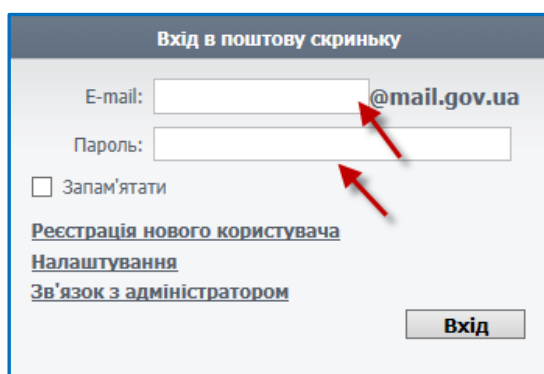 Вхід в поштову скриньку
E-mail: @mail.gov.ua
Пароль:
Запам'ятати
Реєстрація нового користувача
Налаштування
Зв'язок з адміністратором
Вхід